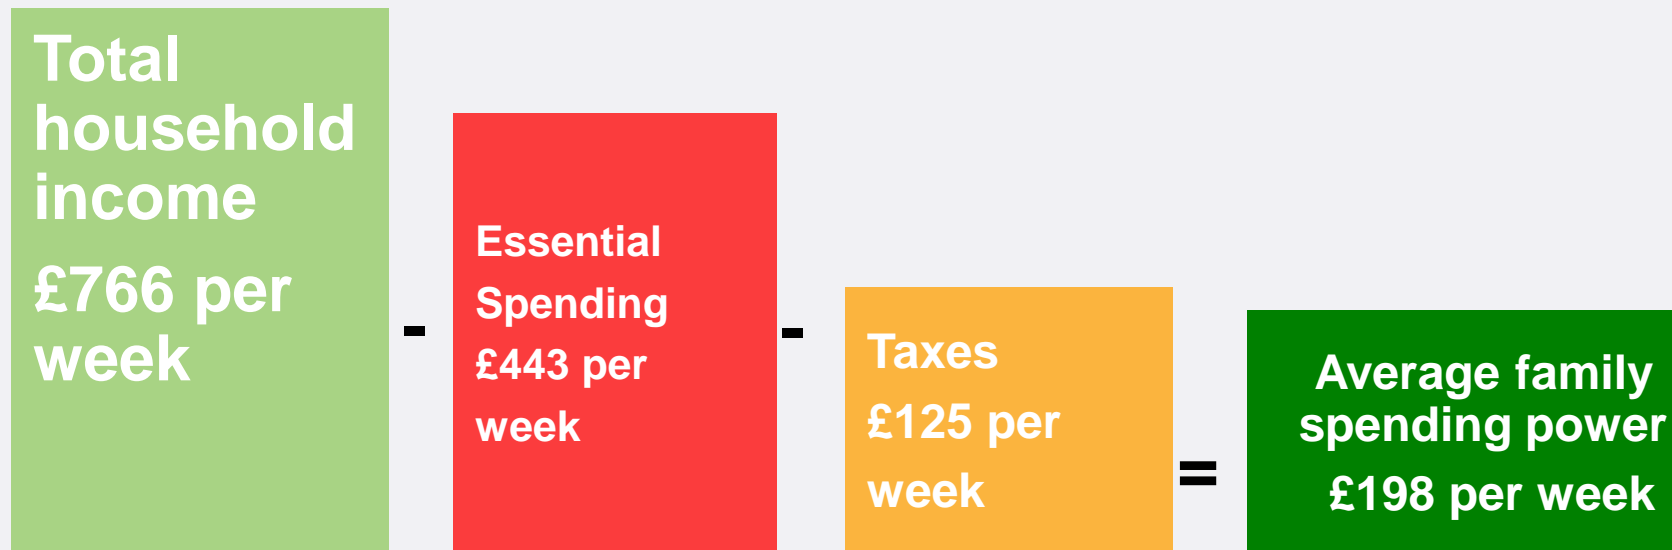 Total
household
income
£766 per
week
-
Essential
Spending
£443 per
week
-
Taxes
£125 per
week
=
Average family
spending power
£198 per week